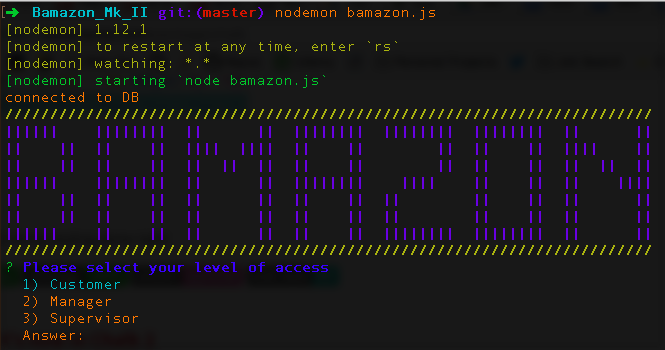 [➜ Bamazon_Mk_II git:(master) nodemon bamazon.js
[nodemon] 1.12.1
[nodemon] to restart at any time, enter `rs`
[nodemon] watching: *.*
[nodemon] starting `node bamazon.js`
connected to DB
////////////////////////////////////////////////////////////////////////
BAMAZON
////////////////////////////////////////////////////////////////////////
? Please select your level of access
1) Customer
2) Manager
3) Supervisor
Answer: